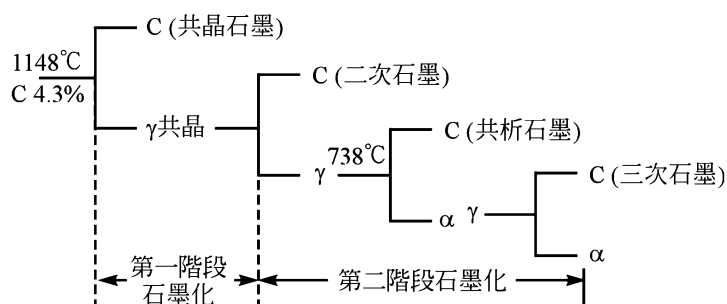 C (共晶石墨)
1148℃
C 4.3%
C (二次石墨)
γ共晶
C (共析石墨)
738℃
γ
C (三次石墨)
α
γ
α
第一階段
石墨化
第二階段石墨化